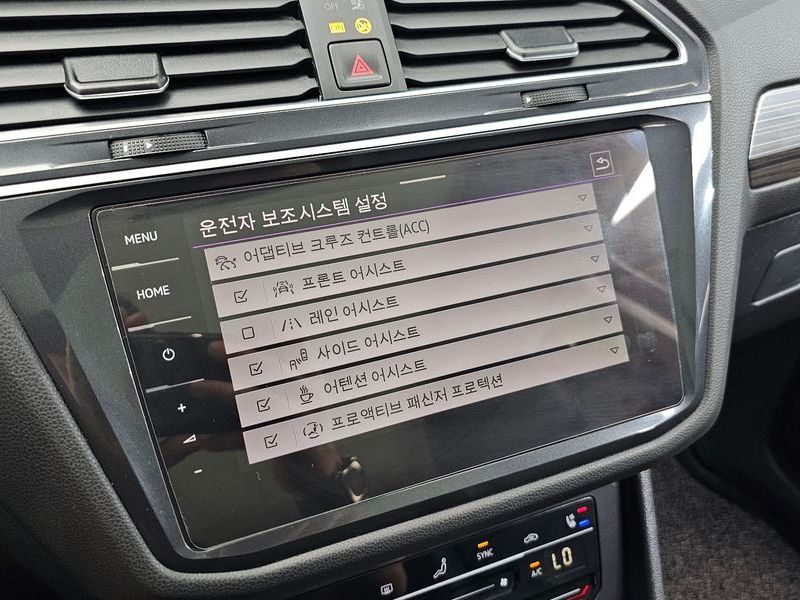 OFF
운전자 보조시스템 설정
MENU
어댑티브 크루즈 컨트롤(ACC)
HOME
프론트 어시스트
레인 어시스트
사이드 어시스트
어텐션 어시스트
프로액티브 패신저 프로텍션
+
-
SYNC
A/C
LO